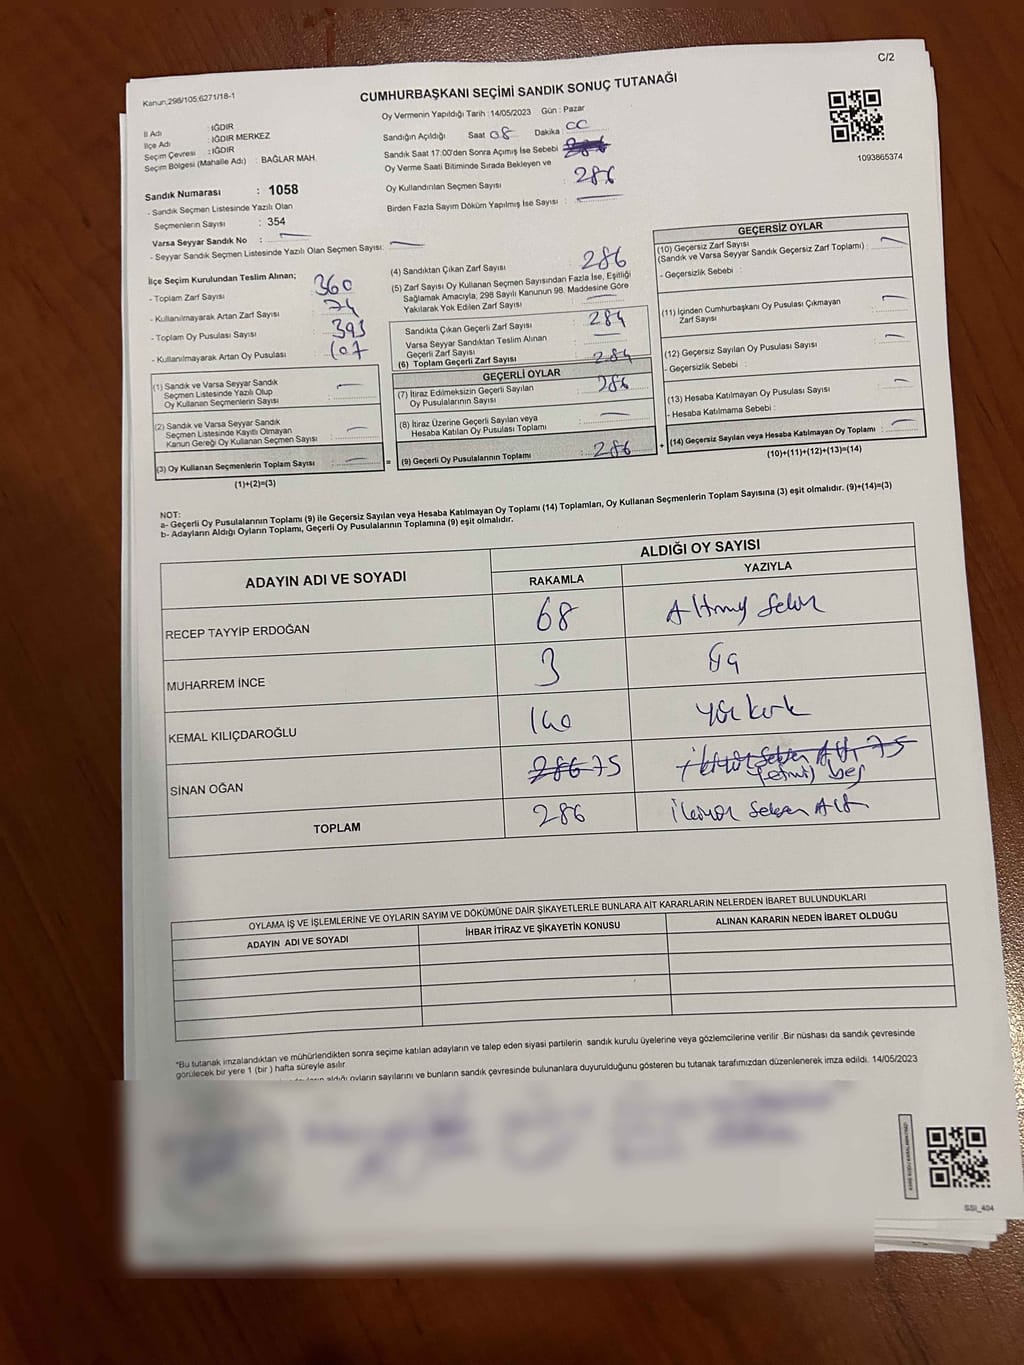 C/2
Kanun;298/105;6271/18-1
CUMHURBAŞKANI SEÇİMİ SANDIK SONUÇ TUTANAĞI
İl Adı : IĞDIR
İlçe Adı : IĞDIR MERKEZ
Seçim Çevresi : IĞDIR
Seçim Bölgesi (Mahalle Adı) : BAĞLAR MAH.
Sandık Numarası : 1058
- Sandık Seçmen Listesinde Yazılı Olan
Seçmenlerin Sayısı : 354
Varsa Seyyar Sandık No :
- Seyyar Sandık Seçmen Listesinde Yazılı Olan Seçmen Sayısı:
Oy Vermenin Yapıldığı Tarih :14/05/2023 Gün : Pazar
Sandığın Açıldığı Saat 08 Dakika :
Sandık Saat 17:00'den Sonra Açımış İse Sebebi
Oy Verme Saati Bitiminde Sırada Bekleyen ve
Oy Kullandırılan Seçmen Sayısı : 286
Birden Fazla Sayım Döküm Yapılmış İse Sayısı :
1093865374
İlçe Seçim Kurulundan Teslim Alınan;
- Toplam Zarf Sayısı : 360
- Kullanılmayarak Artan Zarf Sayısı : 74
- Toplam Oy Pusulası Sayısı : 393
- Kullanılmayarak Artan Oy Pusulası : 107
(1) Sandık ve Varsa Seyyar Sandık
Seçmen Listesinde Yazılı Olup
Oy Kullanan Seçmenlerin Sayısı :
(2) Sandık ve Varsa Seyyar Sandık
Seçmen Listesinde Kayıtlı Olmayan
Kanun Gereği Oy Kullanan Seçmen Sayısı :
(3) Oy Kullanan Seçmenlerin Toplam Sayısı :
(1)+(2)=(3)
(4) Sandıktan Çıkan Zarf Sayısı : 286
(5) Zarf Sayısı Oy Kullanan Seçmen Sayısından Fazla İse, Eşitliği
Sağlamak Amacıyla, 298 Sayılı Kanunun 98. Maddesine Göre
Yakılarak Yok Edilen Zarf Sayısı :
Sandıkta Çıkan Geçerli Zarf Sayısı :
Varsa Seyyar Sandıktan Teslim Alınan
Geçerli Zarf Sayısı :
(6) Toplam Geçerli Zarf Sayısı :
GEÇERLİ OYLAR
(7) İtiraz Edilmeksizin Geçerli Sayılan
Oy Pusulalarının Sayısı : 286
(8) İtiraz Üzerine Geçerli Sayılan veya
Hesaba Katılan Oy Pusulası Toplamı :
= (9) Geçerli Oy Pusulalarının Toplamı : 286
GEÇERSİZ OYLAR
(10) Geçersiz Zarf Sayısı
(Sandık ve Varsa Seyyar Sandık Geçersiz Zarf Toplamı) :
- Geçersizlik Sebebi :
(11) İçinden Cumhurbaşkanı Oy Pusulası Çıkmayan
Zarf Sayısı :
(12) Geçersiz Sayılan Oy Pusulası Sayısı :
- Geçersizlik Sebebi :
(13) Hesaba Katılmayan Oy Pusulası Sayısı :
- Hesaba Katılmama Sebebi :
+ (14) Geçersiz Sayılan veya Hesaba Katılmayan Oy Toplamı :
(10)+(11)+(12)+(13)=(14)
NOT:
a- Geçerli Oy Pusulalarının Toplamı (9) ile Geçersiz Sayılan veya Hesaba Katılmayan Oy Toplamı (14) Toplamları, Oy Kullanan Seçmenlerin Toplam Sayısına (3) eşit olmalıdır. (9)+(14)=(3)
b- Adayların Aldığı Oyların Toplamı, Geçerli Oy Pusulalarının Toplamına (9) eşit olmalıdır.
ADAYIN ADI VE SOYADI ALDIĞI OY SAYISI
RAKAMLA YAZIYLA
RECEP TAYYİP ERDOĞAN 68 Altmış Sekiz
MUHARREM İNCE 3 Üç
KEMAL KILIÇDAROĞLU 140 Yüz kırk
SİNAN OĞAN 286 75 İkiyüz Seksen Altı 75
Yetmiş beş
TOPLAM 286 İkiyüz Seksen Altı
OYLAMA İŞ VE İŞLEMLERİNE VE OYLARIN SAYIM VE DÖKÜMÜNE DAİR ŞİKAYETLERLE BUNLARA AİT KARARLARIN NELERDEN İBARET BULUNDUKLARI
ADAYIN ADI VE SOYADI İHBAR İTİRAZ VE ŞİKAYETİN KONUSU ALINAN KARARIN NEDEN İBARET OLDUĞU
*Bu tutanak imzalandıktan ve mühürlendikten sonra seçime katılan adayların ve talep eden siyasi partilerin sandık kurulu üyelerine veya gözlemcilerine verilir .Bir nüshası da sandık çevresinde
görülecek bir yere 1 (bir ) hafta süreyle asılır.
aldığı oyların sayılarını ve bunların sandık çevresinde bulunanlara duyurulduğunu gösteren bu tutanak tarafımızdan düzenlenerek imza edildi. 14/05/2023
SSI_404